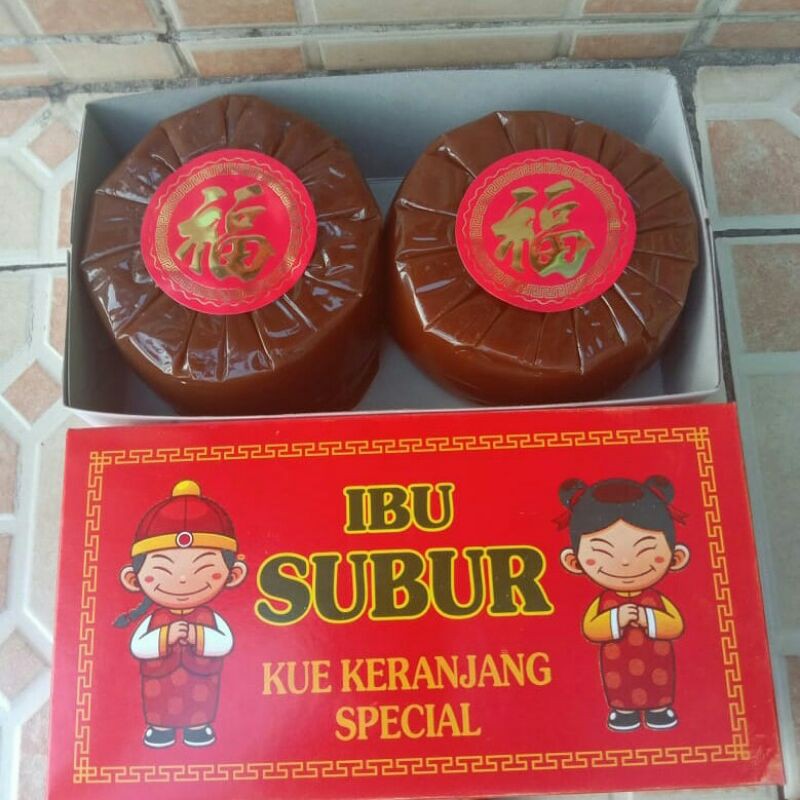 福
福
IBU
SUBUR
KUE KERANJANG
SPECIAL